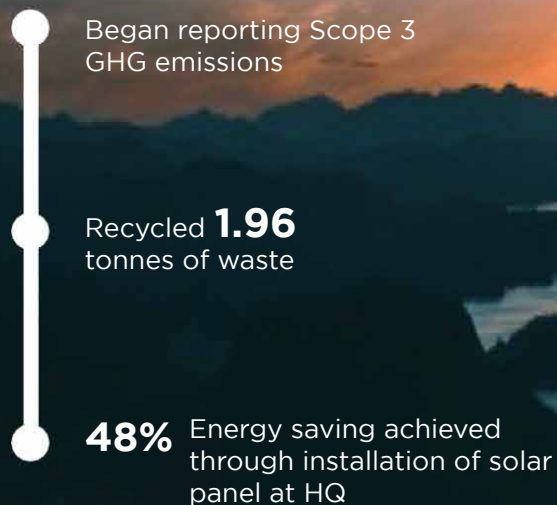 Began reporting Scope 3
GHG emissions
Recycled 1.96
tonnes of waste
48% Energy saving achieved
through installation of solar
panel at HQ